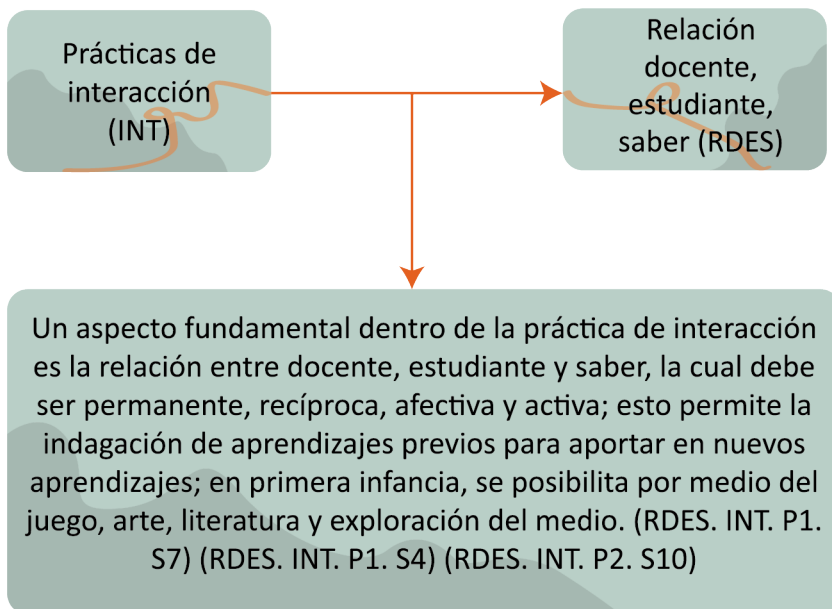 Prácticas de
interacción
(INT)
Relación
docente,
estudiante,
saber (RDES)
Un aspecto fundamental dentro de la práctica de interacción
es la relación entre docente, estudiante y saber, la cual debe
ser permanente, recíproca, afectiva y activa; esto permite la
indagación de aprendizajes previos para aportar en nuevos
aprendizajes; en primera infancia, se posibilita por medio del
juego, arte, literatura y exploración del medio. (RDES. INT. P1.
S7) (RDES. INT. P1. S4) (RDES. INT. P2. S10)